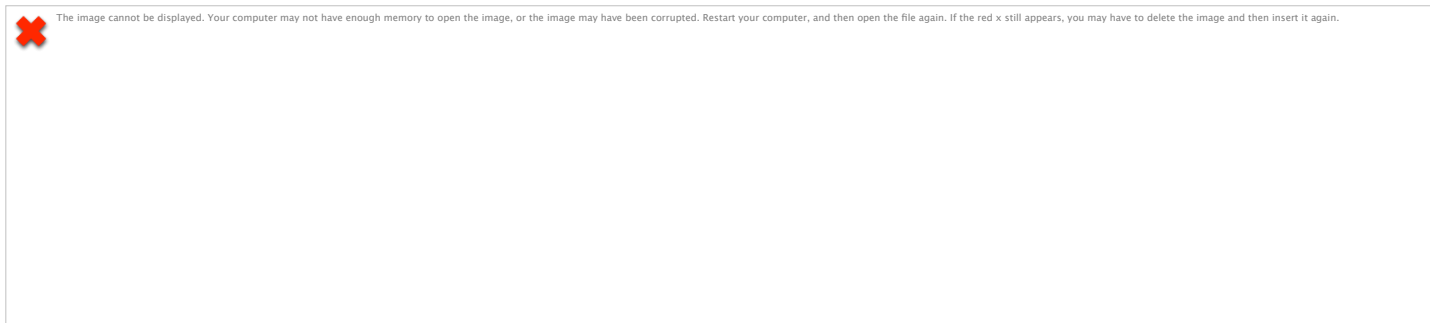 The image cannot be displayed. Your computer may not have enough memory to open the image, or the image may have been corrupted. Restart your computer, and then open the file again. If the red x still appears, you may have to delete the image and then insert it again.